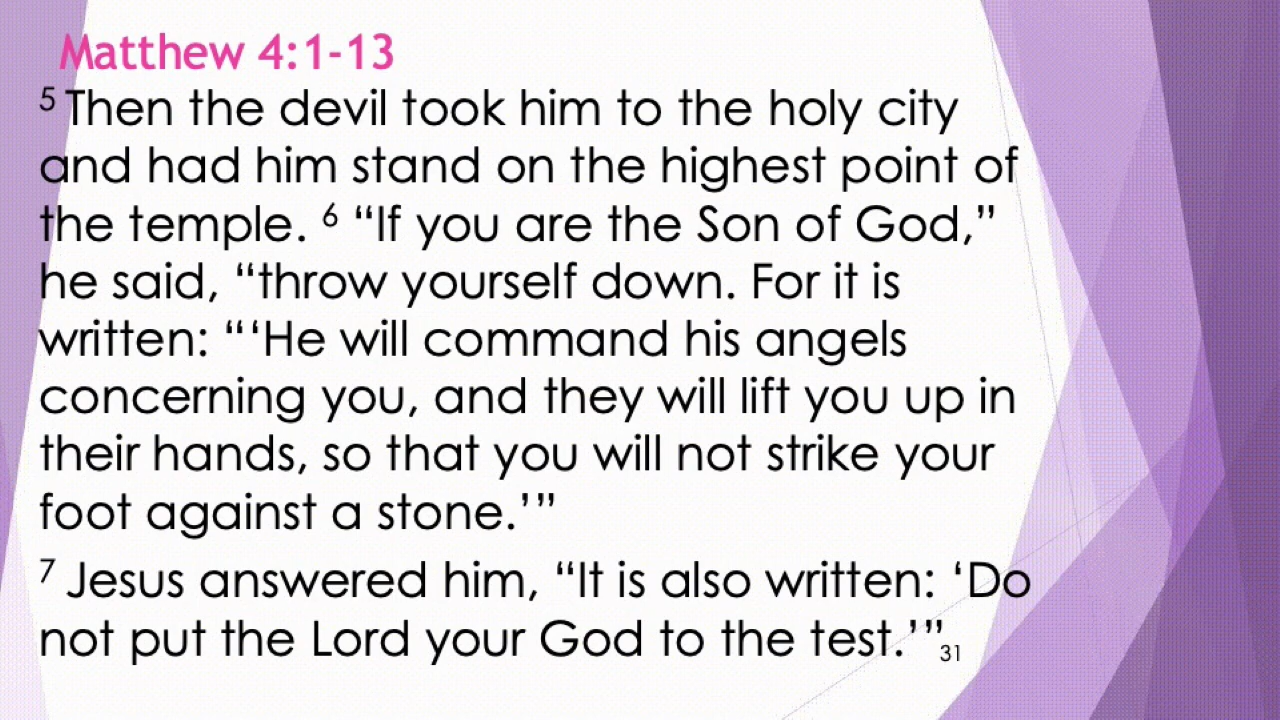 Matthew 4:1-13
5 Then the devil took him to the holy city
and had him stand on the highest point of
the temple. 6 “If you are the Son of God,”
he said, “throw yourself down. For it is
written: “‘He will command his angels
concerning you, and they will lift you up in
their hands, so that you will not strike your
foot against a stone.’”
7 Jesus answered him, “It is also written: ‘Do
not put the Lord your God to the test.’”
31